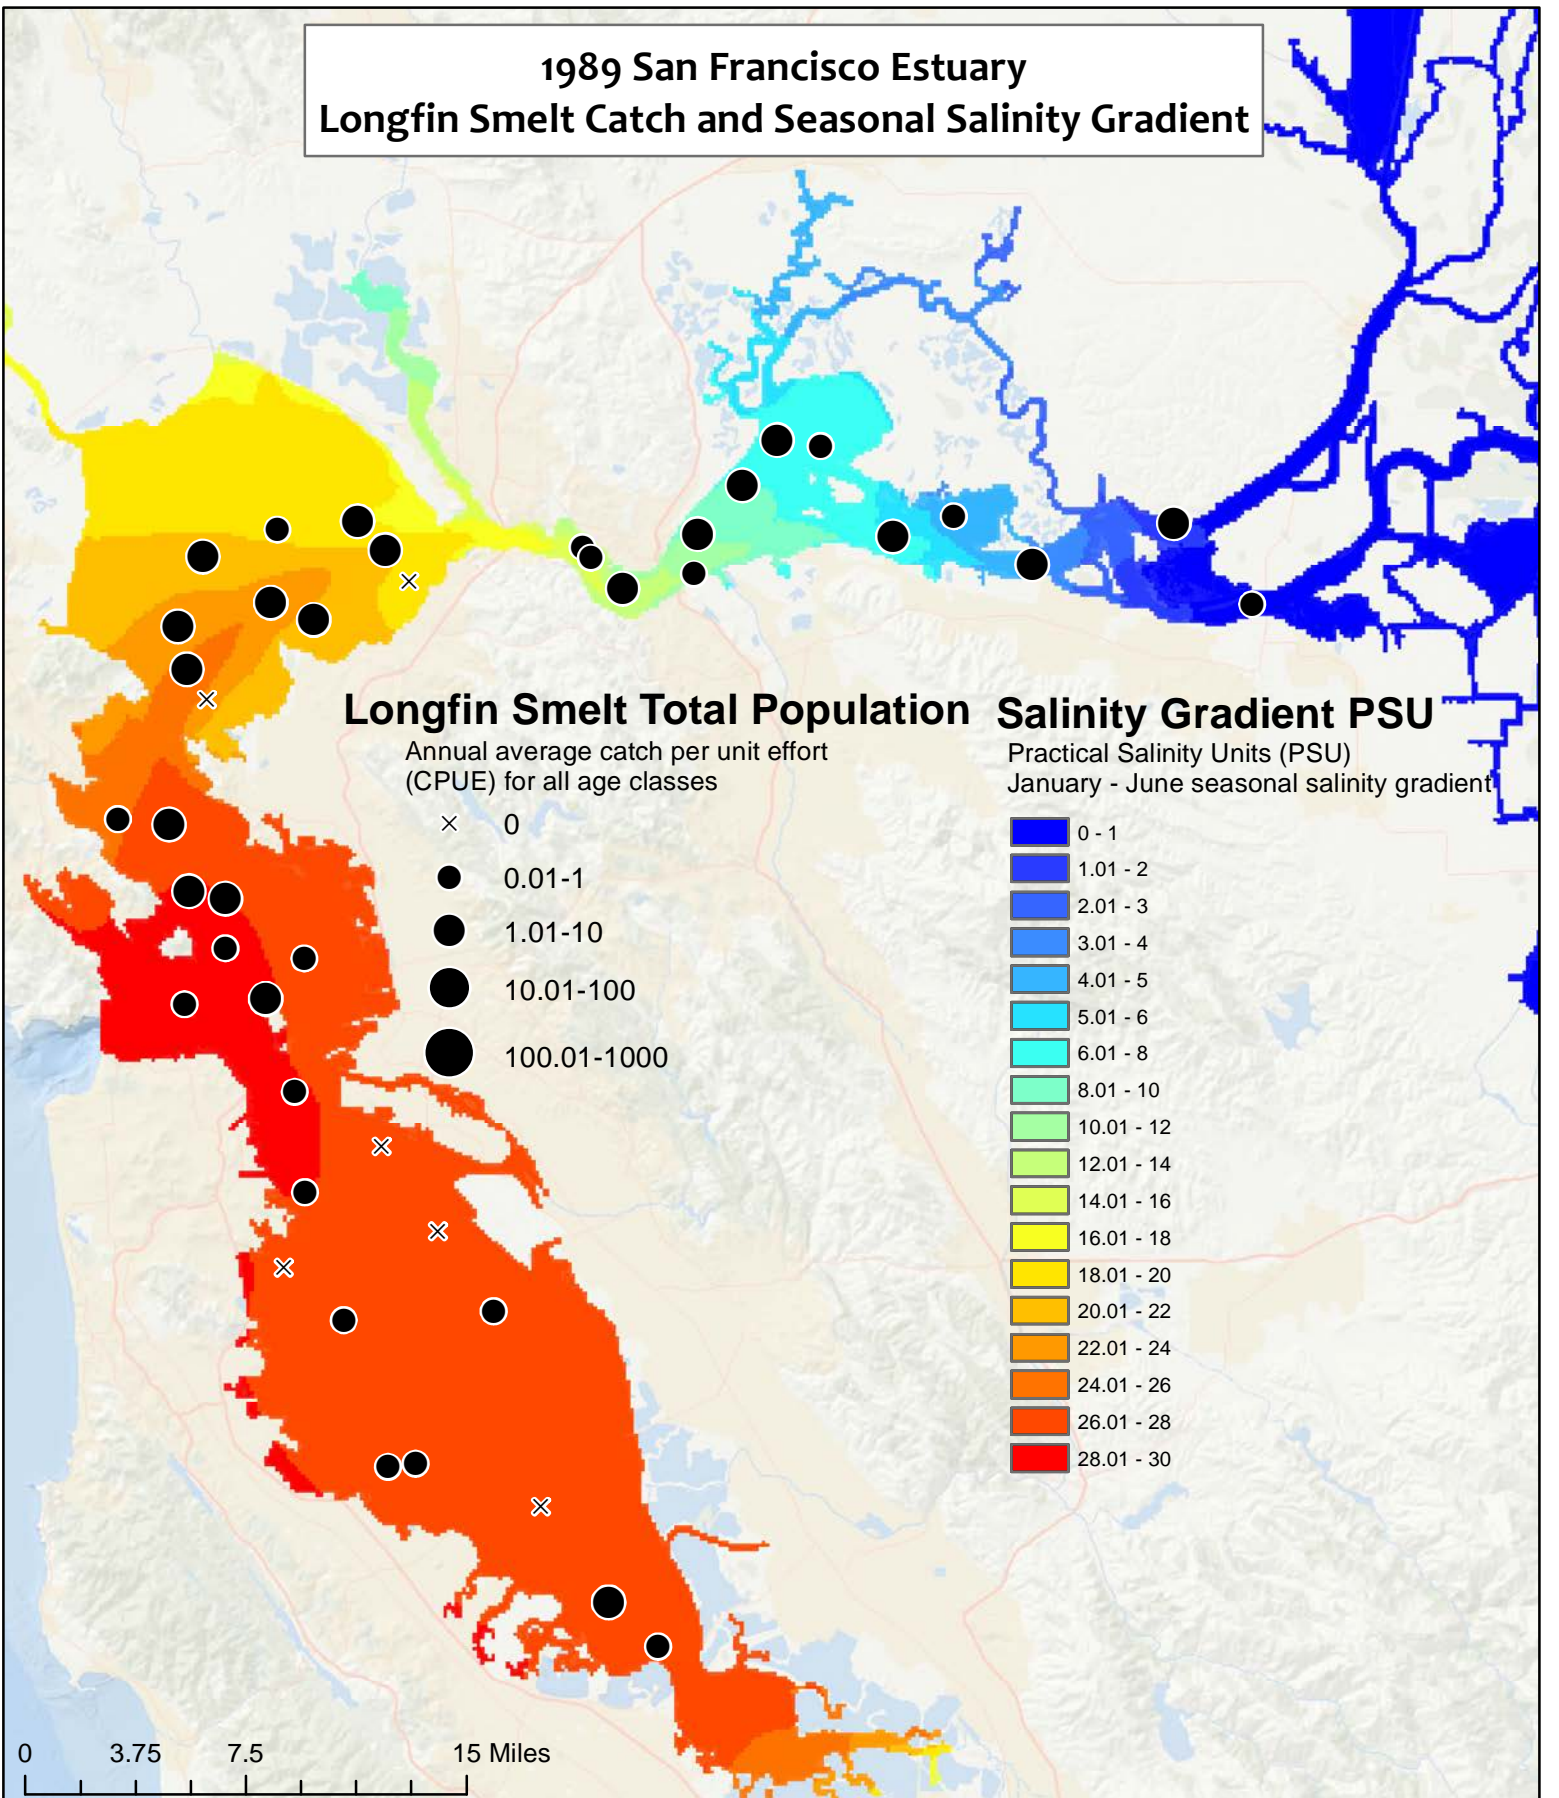 1989 San Francisco Estuary
Longfin Smelt Catch and Seasonal Salinity Gradient
Longfin Smelt Total Population
Annual average catch per unit effort
(CPUE) for all age classes
0
0.01-1
1.01-10
10.01-100
100.01-1000
Salinity Gradient PSU
Practical Salinity Units (PSU)
January - June seasonal salinity gradient
0 - 1
1.01 - 2
2.01 - 3
3.01 - 4
4.01 - 5
5.01 - 6
6.01 - 8
8.01 - 10
10.01 - 12
12.01 - 14
14.01 - 16
16.01 - 18
18.01 - 20
20.01 - 22
22.01 - 24
24.01 - 26
26.01 - 28
28.01 - 30
0 3.75 7.5 15 Miles